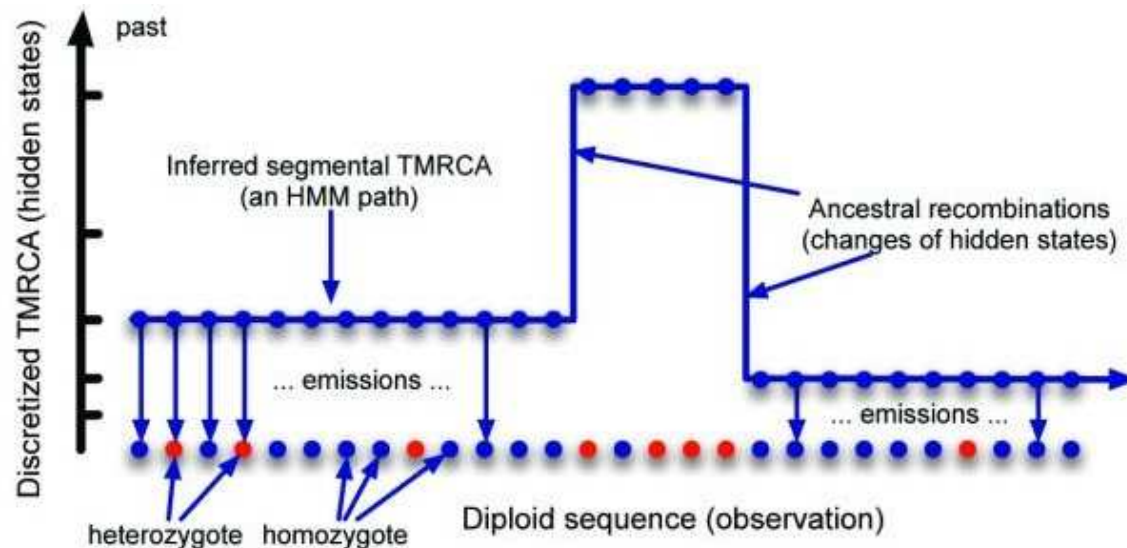 past
Discretized TMRCA (hidden states)
Inferred segmental TMRCA
(an HMM path)
Ancestral recombinations
(changes of hidden states)
... emissions ...
... emissions ...
heterozygote
homozygote
Diploid sequence (observation)